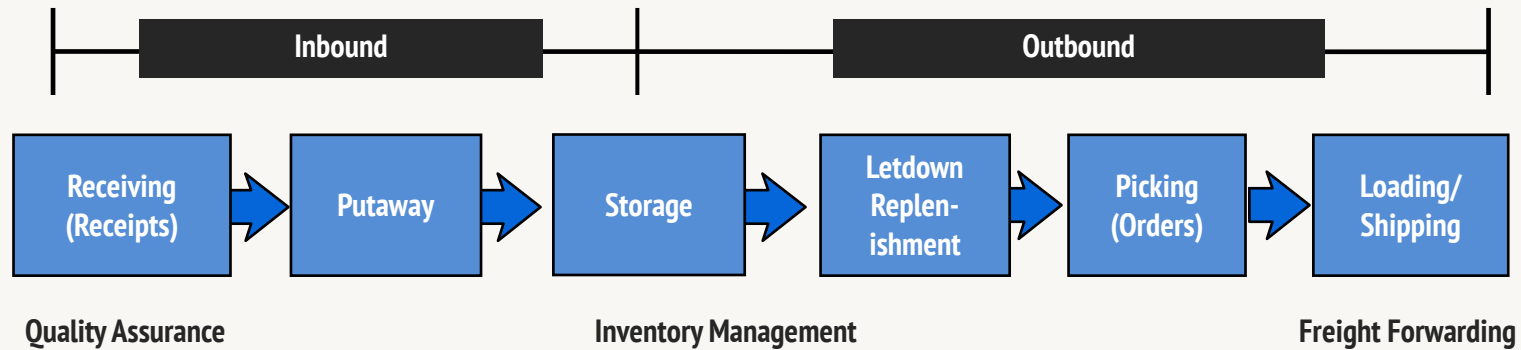 Inbound
Outbound
Receiving
(Receipts)
Putaway
Storage
Letdown
Replen-
ishment
Picking
(Orders)
Loading/
Shipping
Quality Assurance
Inventory Management
Freight Forwarding